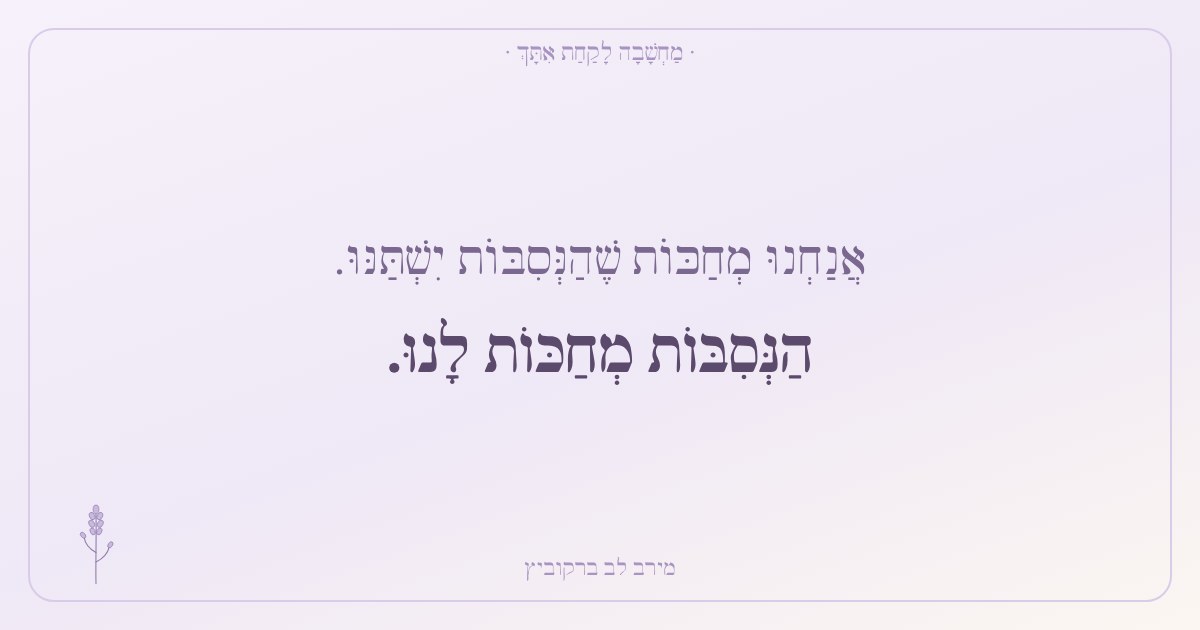 · מַחְשָׁבָה לָקַחַת אִתָּךְ ·
אֲנַחְנוּ מְחַכּוֹת שֶׁהַנְּסִבּוֹת יִשְׁתַּנּוּ.
הַנְּסִבּוֹת מְחַכּוֹת לָנוּ.
מירב לב ברקוביץ